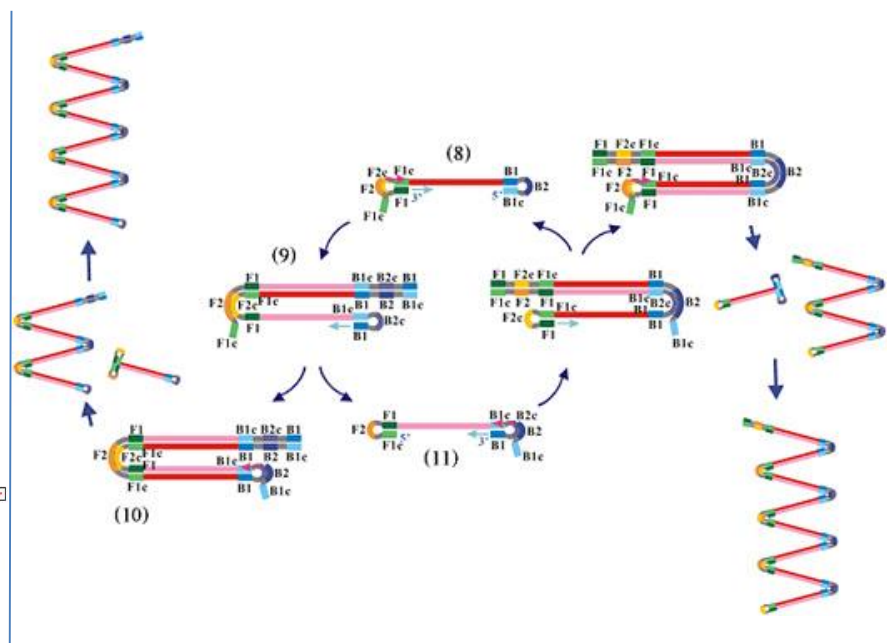 (8)
F2c F1c
F2
F1 3'
F1c
B1
B2
5' B1c
F1 F2c F1c
F1c F2 F1
B1
B1c B2
B2c
B1
F1c
F2c
F2
F1
F1c
B1c
(9)
F1
B1c B2c B1
F2
F2c F1c
B1 B2 B1c
F1
B1c
B2c
B1
F1c
F1 F2c F1c
F1c F2 F1
B1
B1c B2
B2c
B1
F1c
F2c
F1
B1c
F1
F2
F1c 5'
B1c B2c
B2
3' B1
B1c
(11)
F1
B1c B2c B1
F2
F2c F1c
B1 B2 B1c
F1
B1c
B2
F1c
B1
B1c
(10)